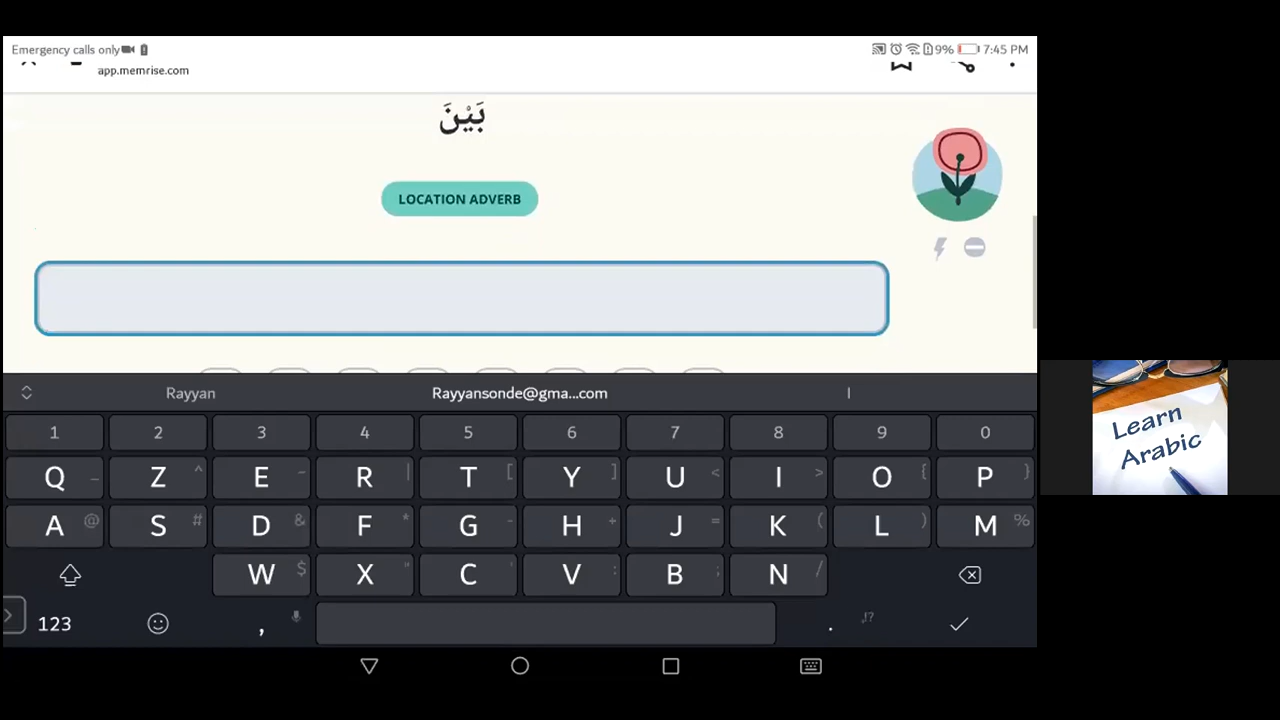 Emergency calls only 9% 7:45 PM
app.memrise.com
بَيْنَ
LOCATION ADVERB
Rayyan Rayyansonde@gma...com I
1 2 3 4 5 6 7 8 9 0
Q _ Z ^ E ~ R | T [ Y ] U < I > O { P }
A @ S # D & F * G - H + J = K ( L ) M %
W $ X " C ' V : B ; N /
123 , . ,!?
Learn
Arabic